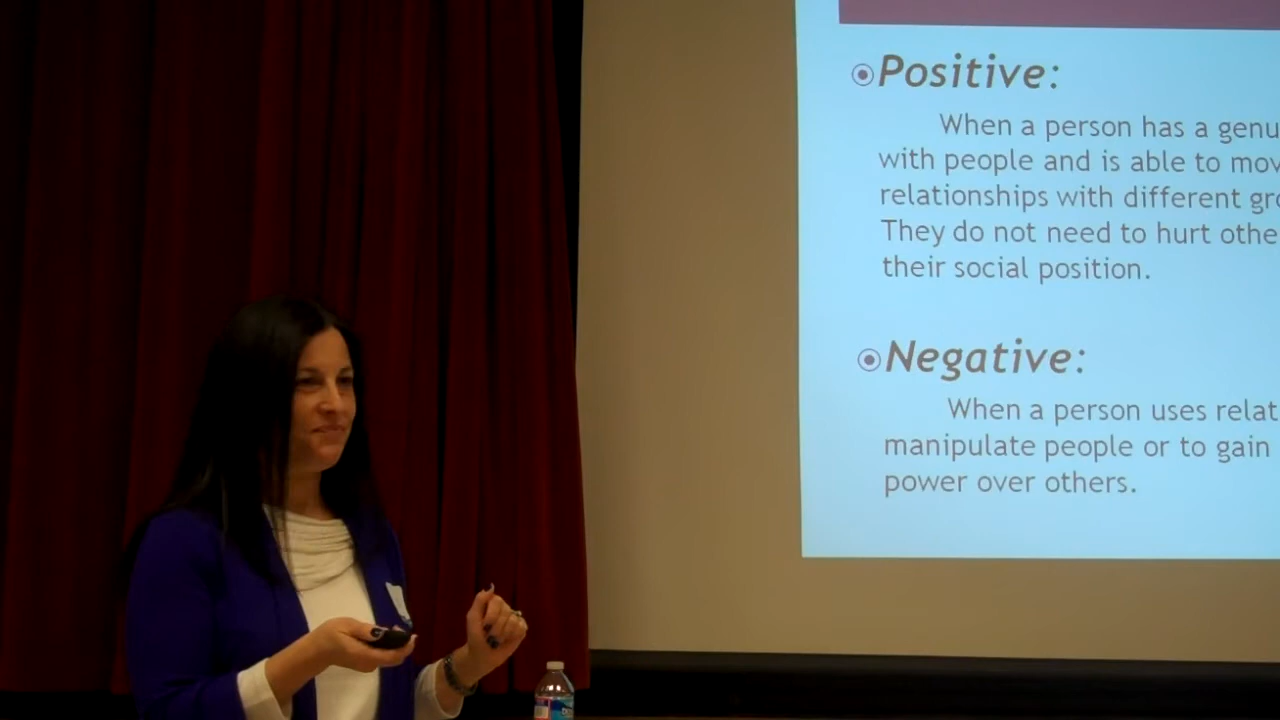 Positive:
When a person has a genu
with people and is able to mov
relationships with different gro
They do not need to hurt othe
their social position.
Negative:
When a person uses relat
manipulate people or to gain
power over others.